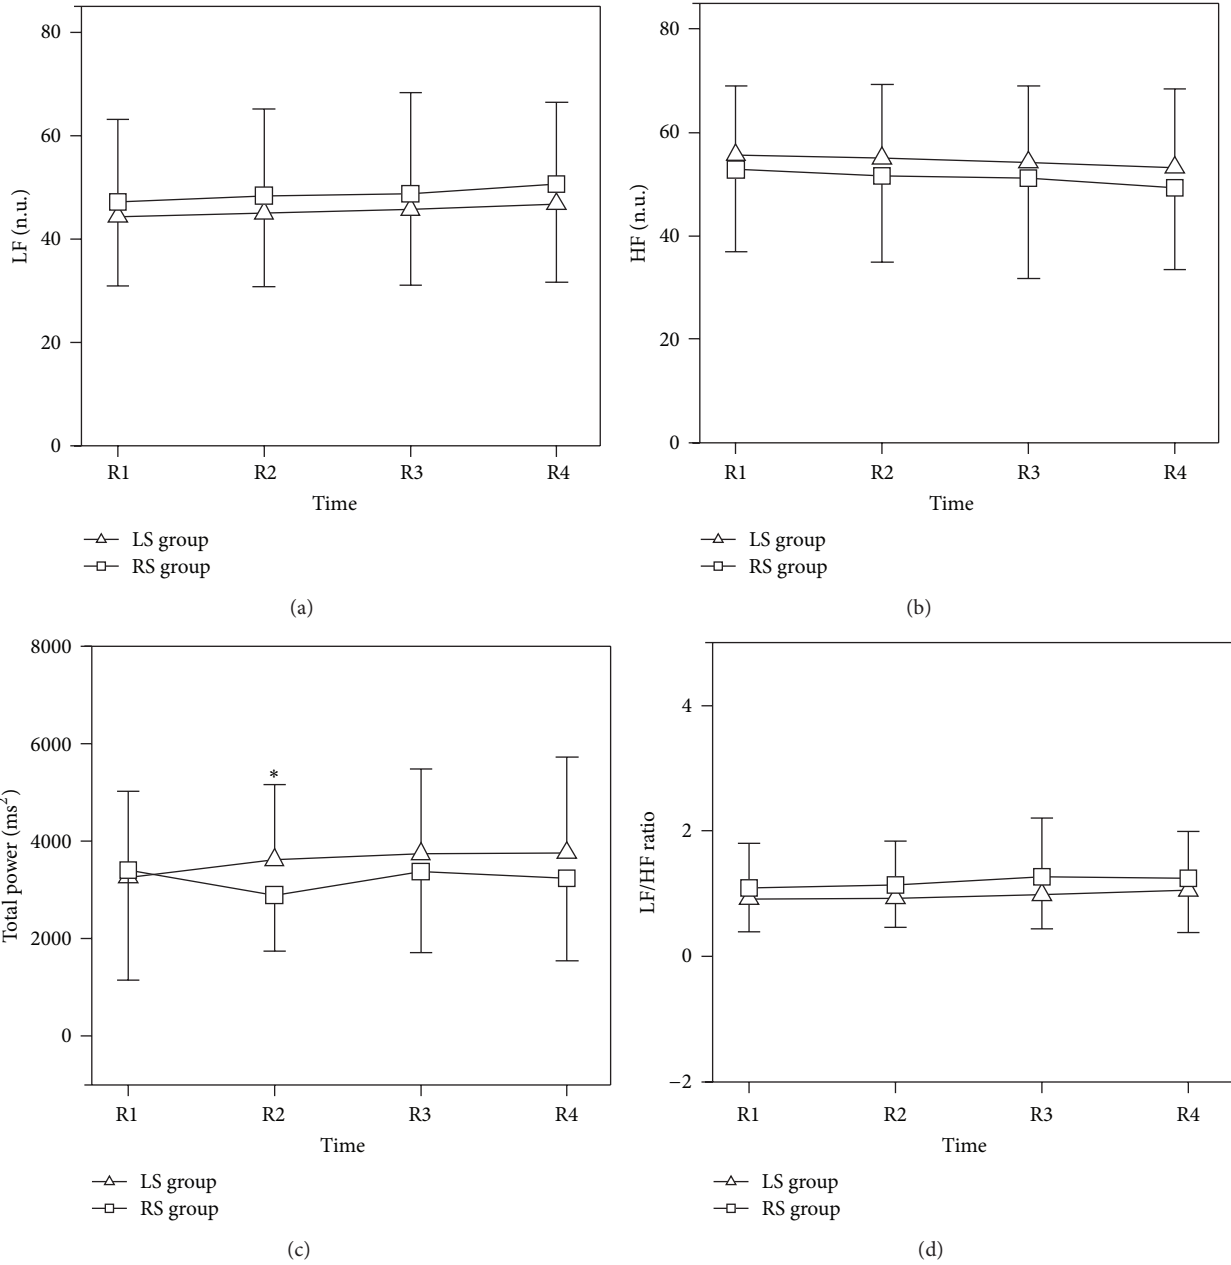 80
60
40
20
0
LF (n.u.)
R1 R2 R3 R4
Time
LS group
RS group
(a)
80
60
40
20
0
HF (n.u.)
R1 R2 R3 R4
Time
LS group
RS group
(b)
8000
6000
4000
2000
0
Total power (ms²)
*
R1 R2 R3 R4
Time
LS group
RS group
(c)
4
2
0
−2
LF/HF ratio
R1 R2 R3 R4
Time
LS group
RS group
(d)